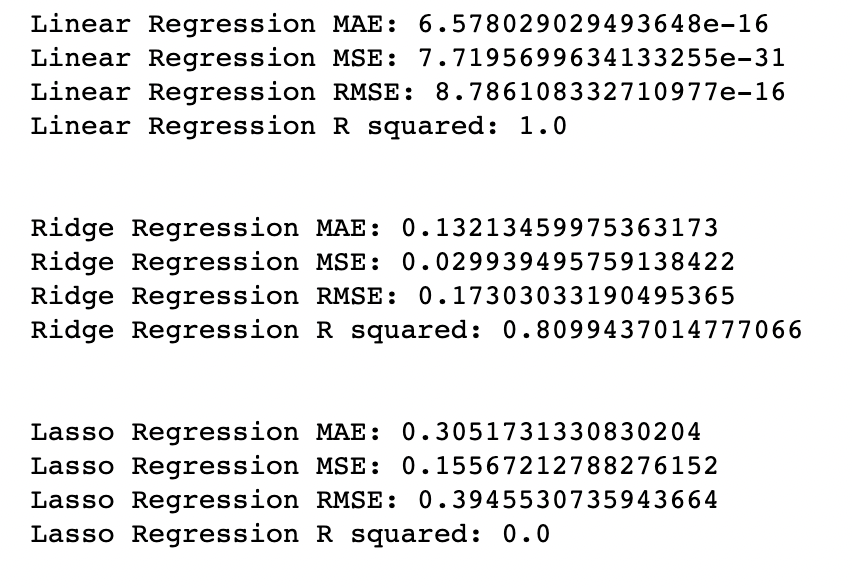 Linear Regression MAE: 6.578029029493648e-16
Linear Regression MSE: 7.7195699634133255e-31
Linear Regression RMSE: 8.786108332710977e-16
Linear Regression R squared: 1.0
Ridge Regression MAE: 0.13213459975363173
Ridge Regression MSE: 0.029939495759138422
Ridge Regression RMSE: 0.17303033190495365
Ridge Regression R squared: 0.8099437014777066
Lasso Regression MAE: 0.3051731330830204
Lasso Regression MSE: 0.15567212788276152
Lasso Regression RMSE: 0.3945530735943664
Lasso Regression R squared: 0.0